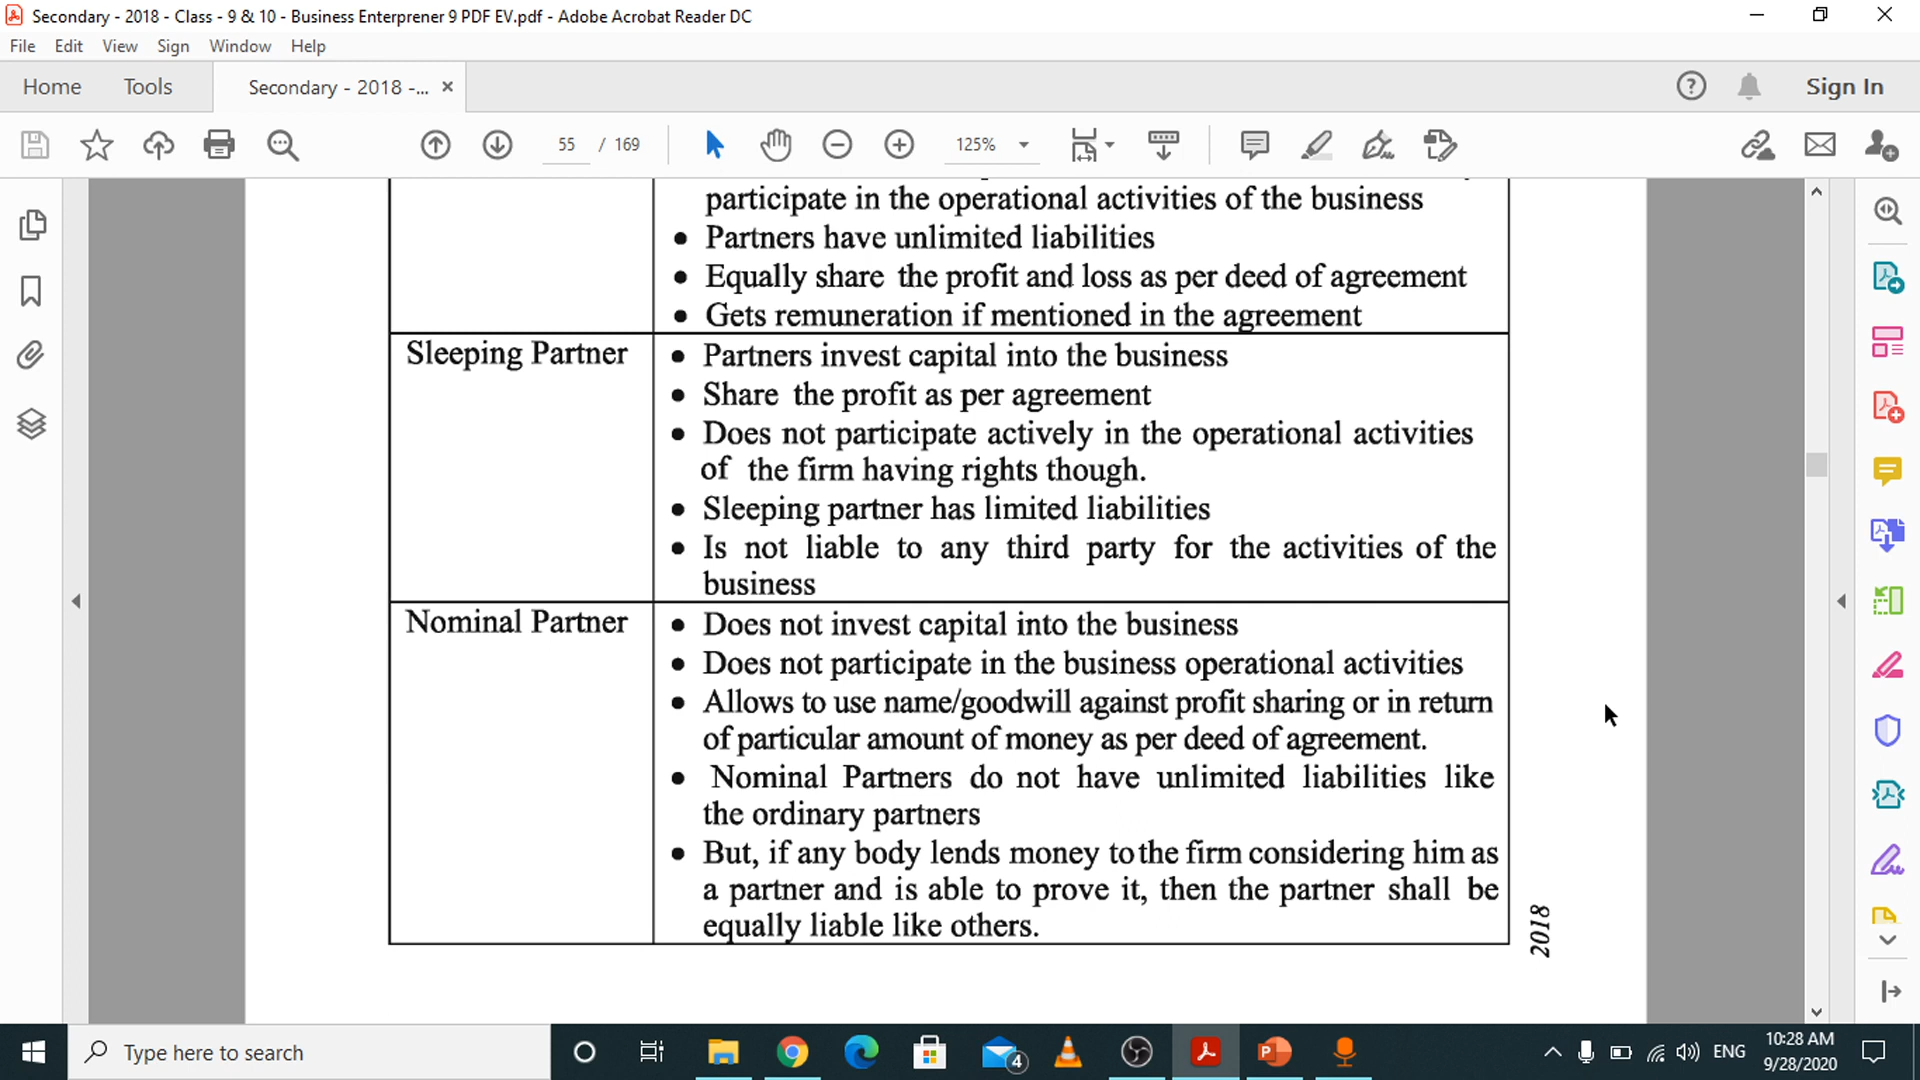 Secondary - 2018 - Class - 9 & 10 - Business Enterprener 9 PDF EV.pdf - Adobe Acrobat Reader DC
File Edit View Sign Window Help
Home Tools Secondary - 2018 -... × Sign In
55 / 169 125%
participate in the operational activities of the business
• Partners have unlimited liabilities
• Equally share the profit and loss as per deed of agreement
• Gets remuneration if mentioned in the agreement
Sleeping Partner
• Partners invest capital into the business
• Share the profit as per agreement
• Does not participate actively in the operational activities
of the firm having rights though.
• Sleeping partner has limited liabilities
• Is not liable to any third party for the activities of the
business
Nominal Partner
• Does not invest capital into the business
• Does not participate in the business operational activities
• Allows to use name/goodwill against profit sharing or in return
of particular amount of money as per deed of agreement.
• Nominal Partners do not have unlimited liabilities like
the ordinary partners
• But, if any body lends money to the firm considering him as
a partner and is able to prove it, then the partner shall be
equally liable like others.
2018
Type here to search
4
ENG
10:28 AM
9/28/2020